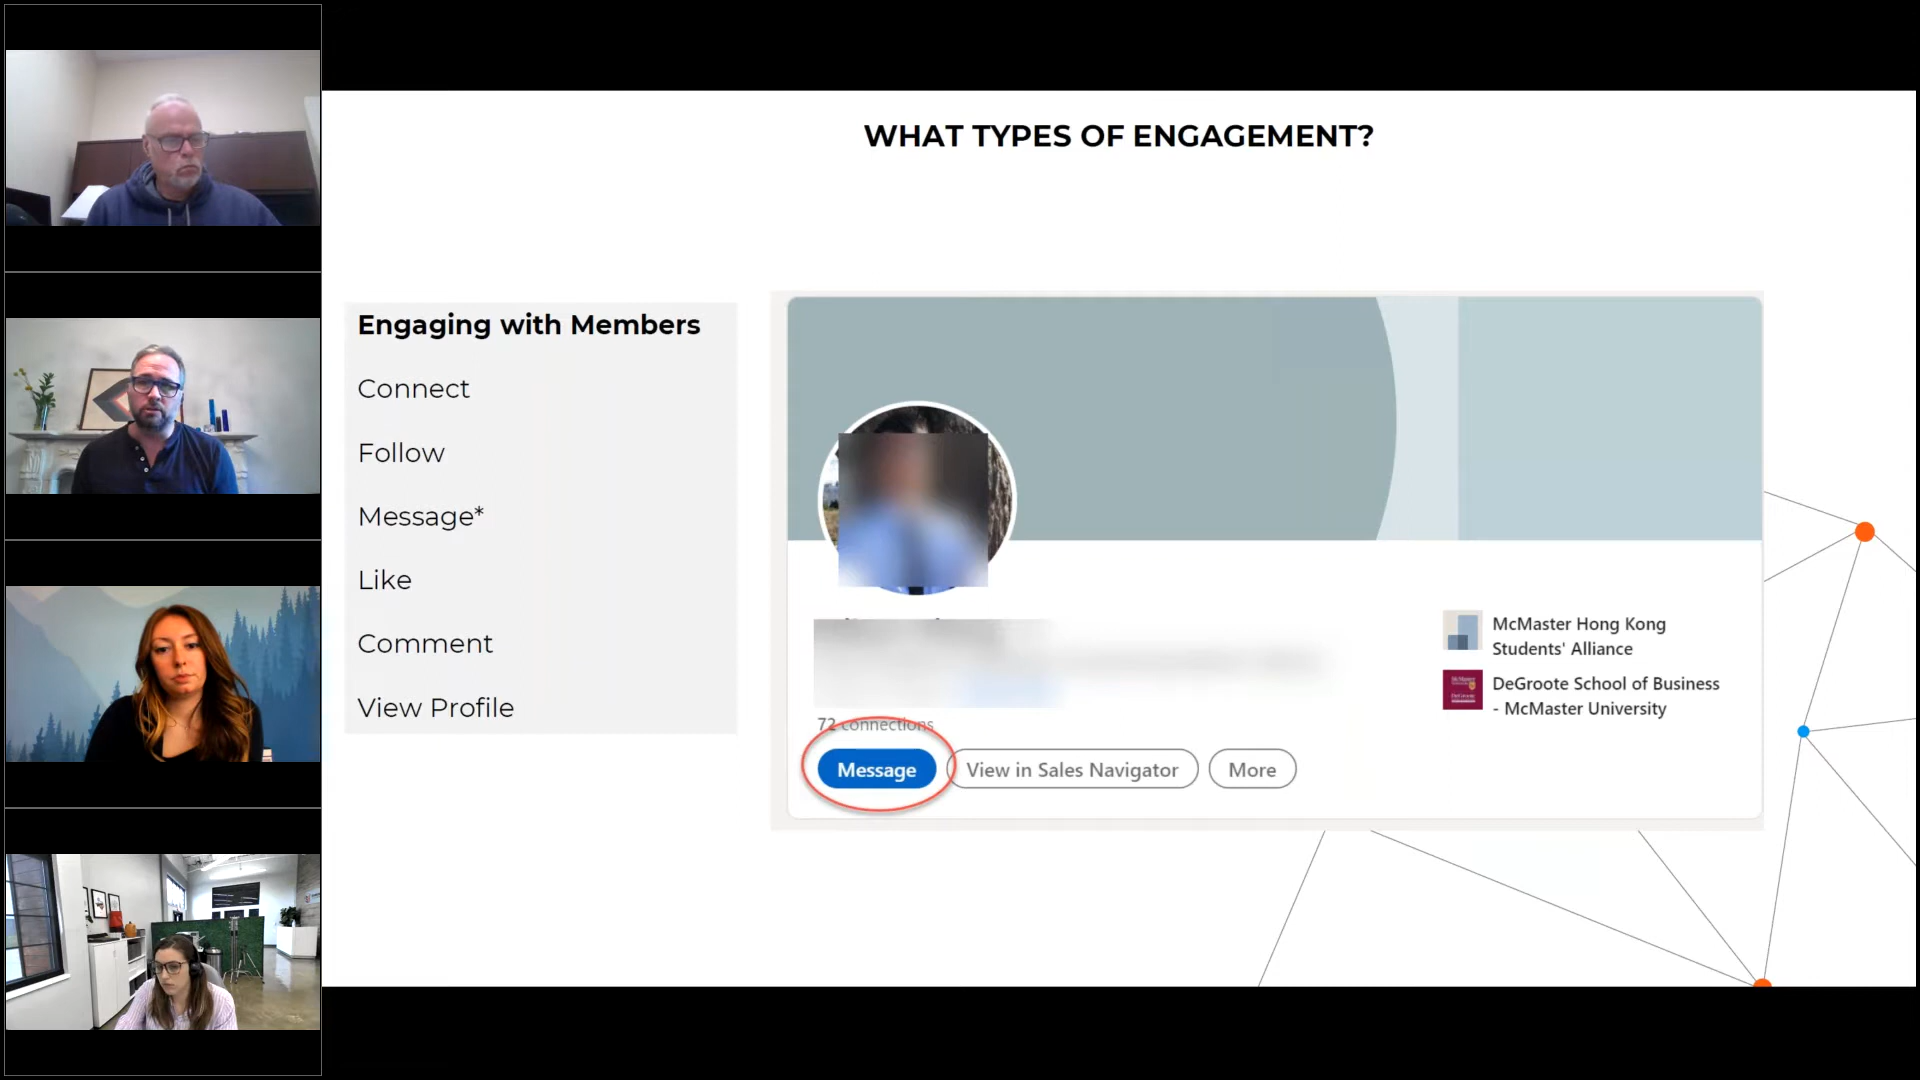 WHAT TYPES OF ENGAGEMENT?
Engaging with Members
Connect
Follow
Message*
Like
Comment
View Profile
McMaster Hong Kong
Students' Alliance
DeGroote School of Business
- McMaster University
72 connections
Message
View in Sales Navigator
More